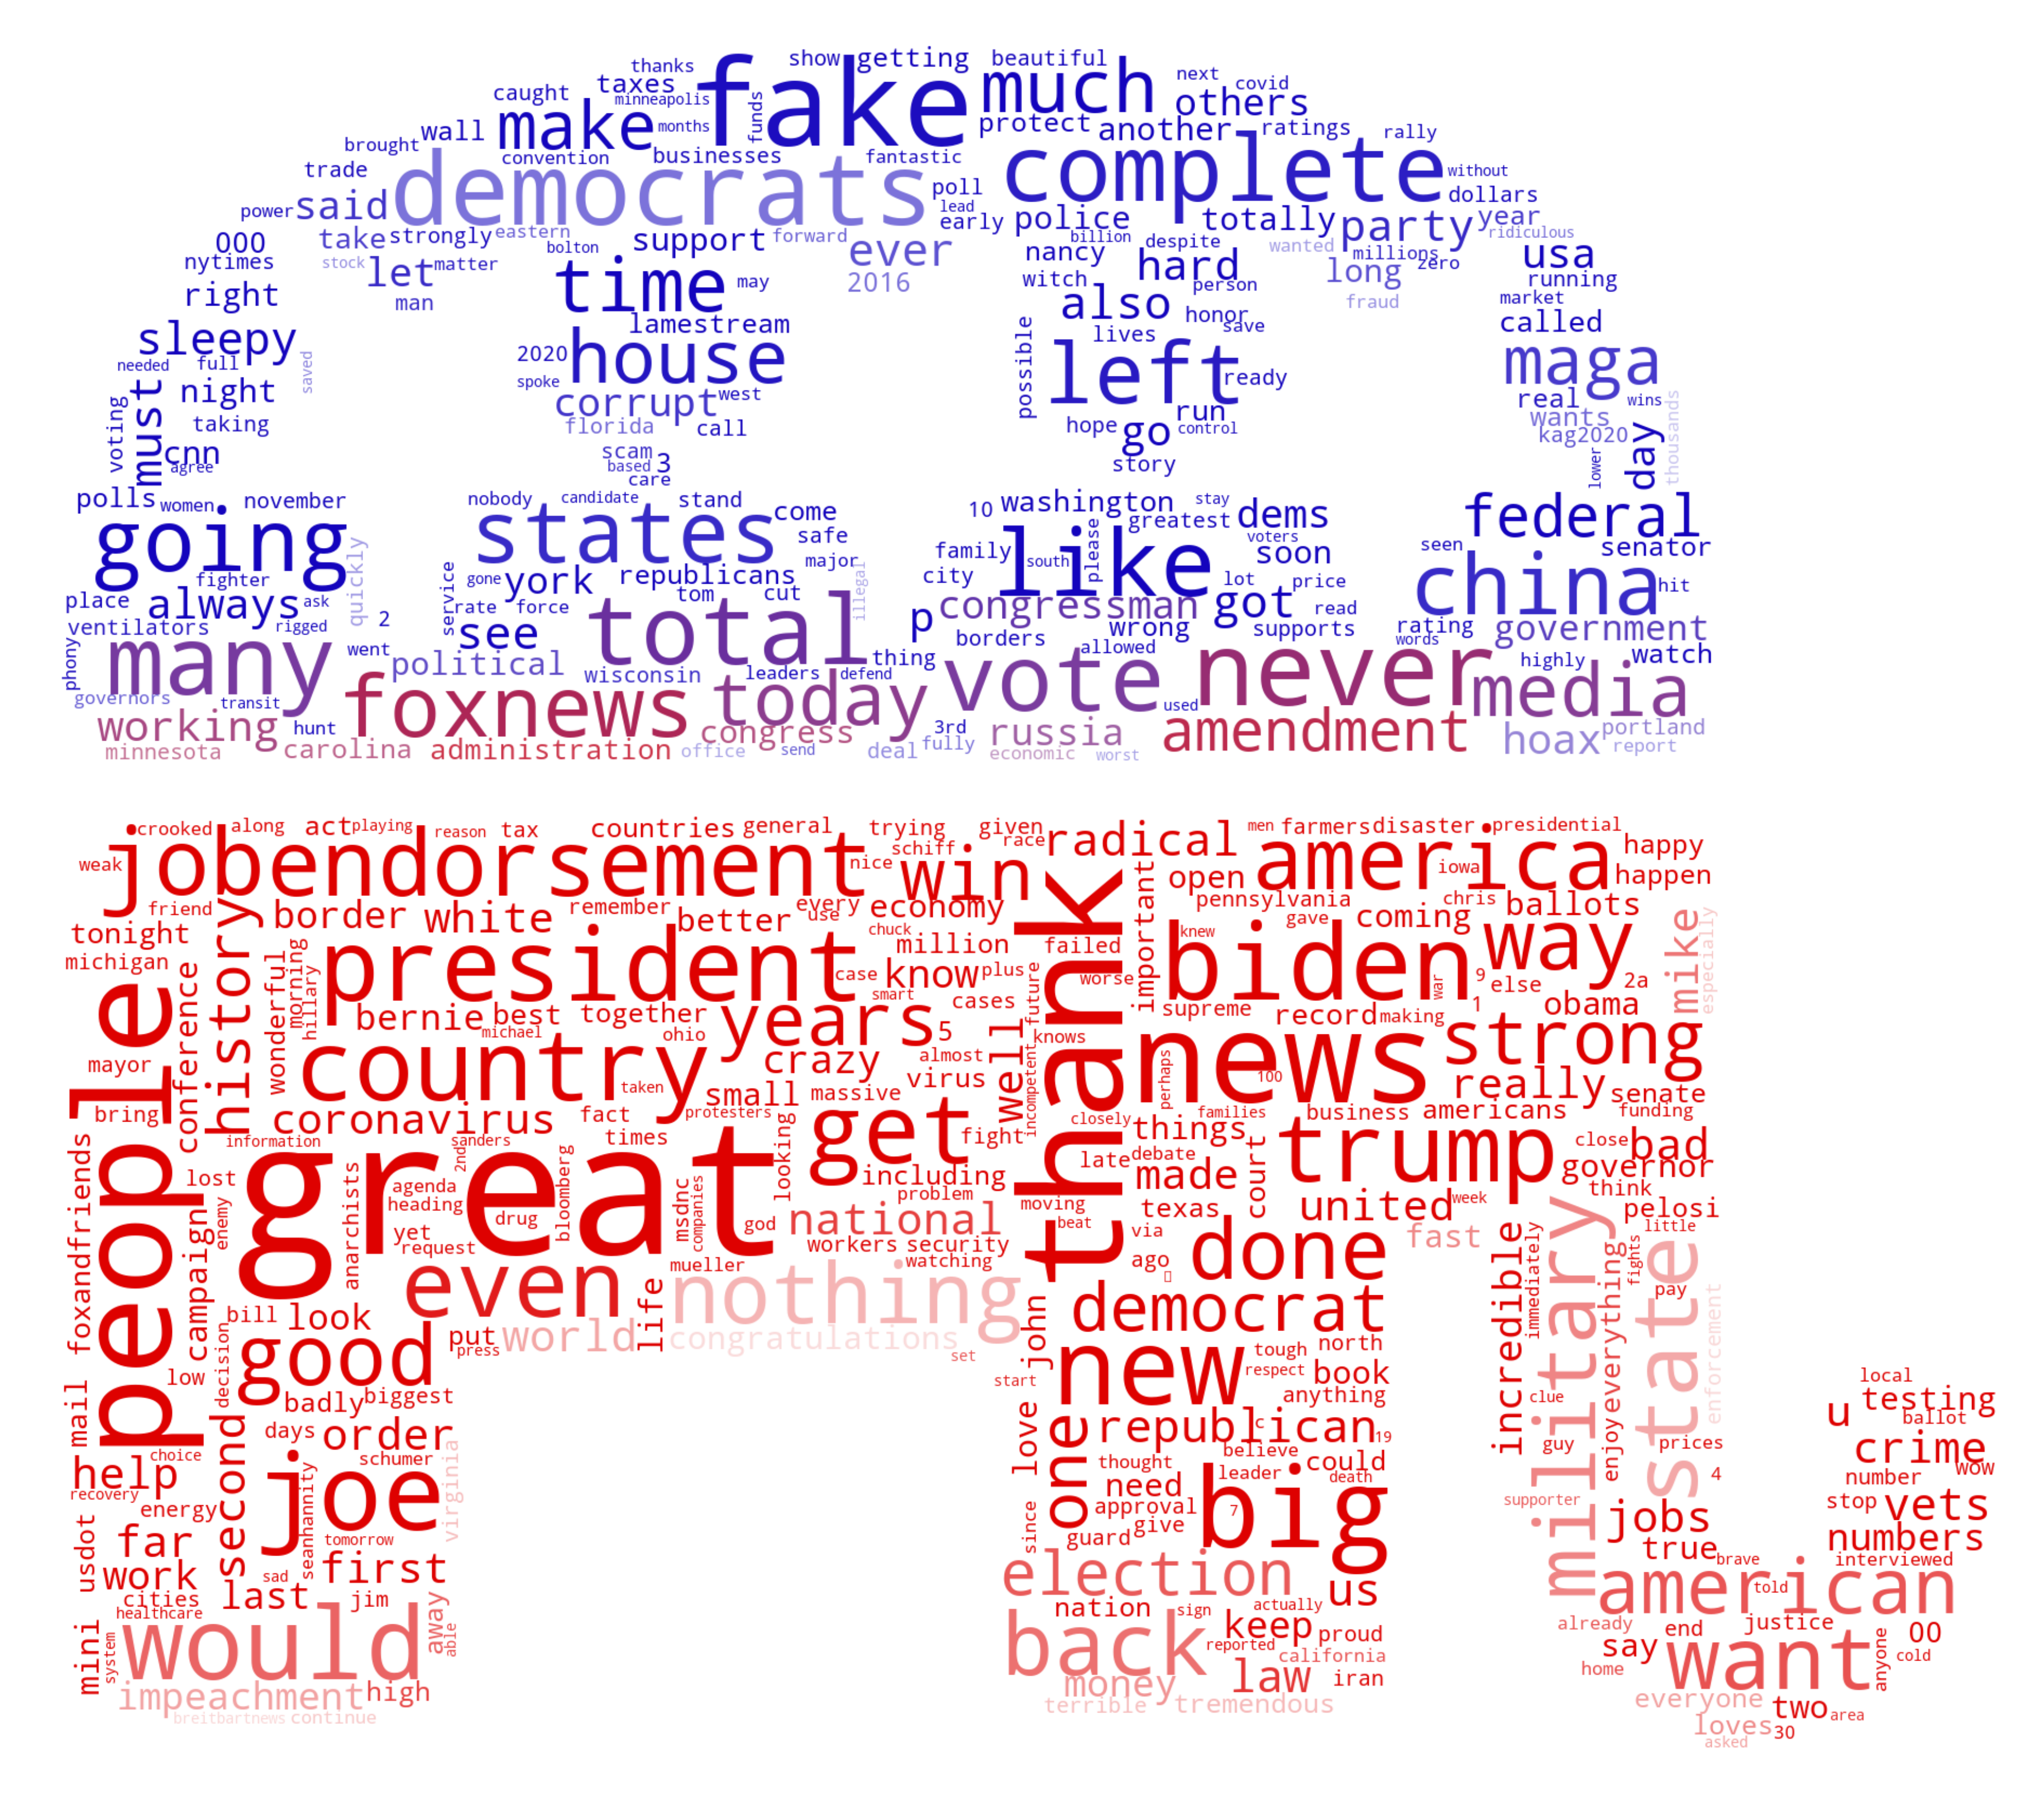 fake
show getting beautiful
thanks
much
next covid
taxes
caught
minneapolis
others
make
months
funds
protect another ratings rally
wall
brought
convention businesses fantastic
complete
trade
democrats
without
poll
dollars
power said
lead
early
police totally party year
ridiculous
000
take strongly eastern
bolton
support forward ever
billion despite wanted
nytimes
stock let matter
nancy
hard
millions zero usa
right
time may 2016
witch
person
long
running
man
also
honor save
fraud
market
sleepy
lamestream
lives
called
needed full saved
2020 house
possible
left
ready
maga
night
spoke
corrupt west
run
real wins
must
voting
taking
florida call
hope go control
wants
kag2020
thousands
cnn
agree
scam
based 3
care
story
lower
day
polls women november
nobody candidate stand
10 washington stay
greatest dems
voters
federal
going
states come
safe
like
please
family
south
soon
seen senator
quickly
fighter
gone york republicans major
city
lot price
china
hit
place always ask
service
rate force
tom cut
illegal
congressman got read
ventilators rigged 2
see
total
p
borders
wrong supports
rating
words
government
phony
many
went
political wisconsin leaders defend
thing
allowed
never
highly watch
governors transit
foxnews today vote
used
media
working hunt
congress
3rd
russia amendment hoax portland
minnesota carolina administration office send deal fully economic worst report
crooked along act playing reason tax countries general trying given
race
radical
men farmers disaster presidential
weak
job endorsement
nice
schiff
win
america
iowa
happy
happen
friend
history
border white remember better every
use
economy
important
open
pennsylvania
gave
coming
chris ballots
tonight
michigan
chuck
million failed
thank
knew
biden
way
mike
especially
people
conference
wonderful
morning
hillary
president
case know plus
smart
cases
future
worse
war
9
1
else 2a
bernie best together
michael
ohio
years 5
knows
supreme record making obama
mayor
country
taken
crazy almost
well
incompetent
news
100
strong
bring
coronavirus fact
small massive virus
protesters
perhaps
closely families business americans
really senate
funding
foxandfriends
information
sanders
2nd
times
looking
get
fight
things
late debate
court
trump
close bad
governor
think
lost
enemy
campaign
great
anarchists
agenda
heading
drug
bloomberg
msdnc
companies
god
including
problem
made
moving
beat
texas
united week
pelosi
little
yet
request
national
workers security
watching
via
ago
done
fast
incredible
immediately
military
everything
fights
state
pay
even
mueller
nothing
bill look
life
democrat
enforcement
decision
good
put
press
world
congratulations
set
john
north
low
mail
start
new
tough
respect
book
anything
clue
enjoy
local
badly biggest
testing
u ballot
days order
second
love
one
republican
c
19
guy
prices
crime
wow
choice
help
recovery
joe
schumer
seanhannity
virginia
believe
thought
leader
could
death
supporter
4
number
energy
usdot
need
approval
give
since
guard
big
7
jobs
stop vets
numbers
far
tomorrow
true
brave
interviewed
work
sad first
election
american
told
cities last jim
healthcare
away
able
us
nation sign actually
keep
reported
proud
california
already end justice 00
mini
system
would
back
say
want
anyone
cold
home
impeachment high
money law iran
everyone two area
breitbartnews continue
terrible tremendous
loves 30
asked